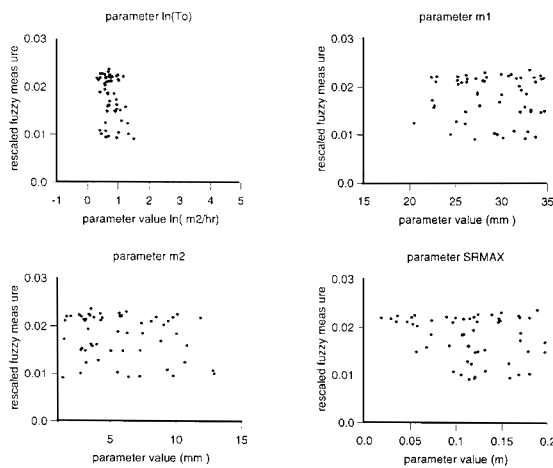 parameter ln(To)
rescaled fuzzy meas ure
0.03
0.02
0.01
0.0
-1 0 1 2 3 4 5
parameter value ln( m2/hr)
parameter m1
rescaled fuzzy meas ure
0.03
0.02
0.01
0.0
15 20 25 30 35
parameter value (mm )
parameter m2
rescaled fuzzy meas ure
0.03
0.02
0.01
0.0
5 10 15
parameter value (mm )
parameter SRMAX
rescaled fuzzy meas ure
0.03
0.02
0.01
0.0
0.0 0.05 0.1 0.15 0.2
parameter value (m)